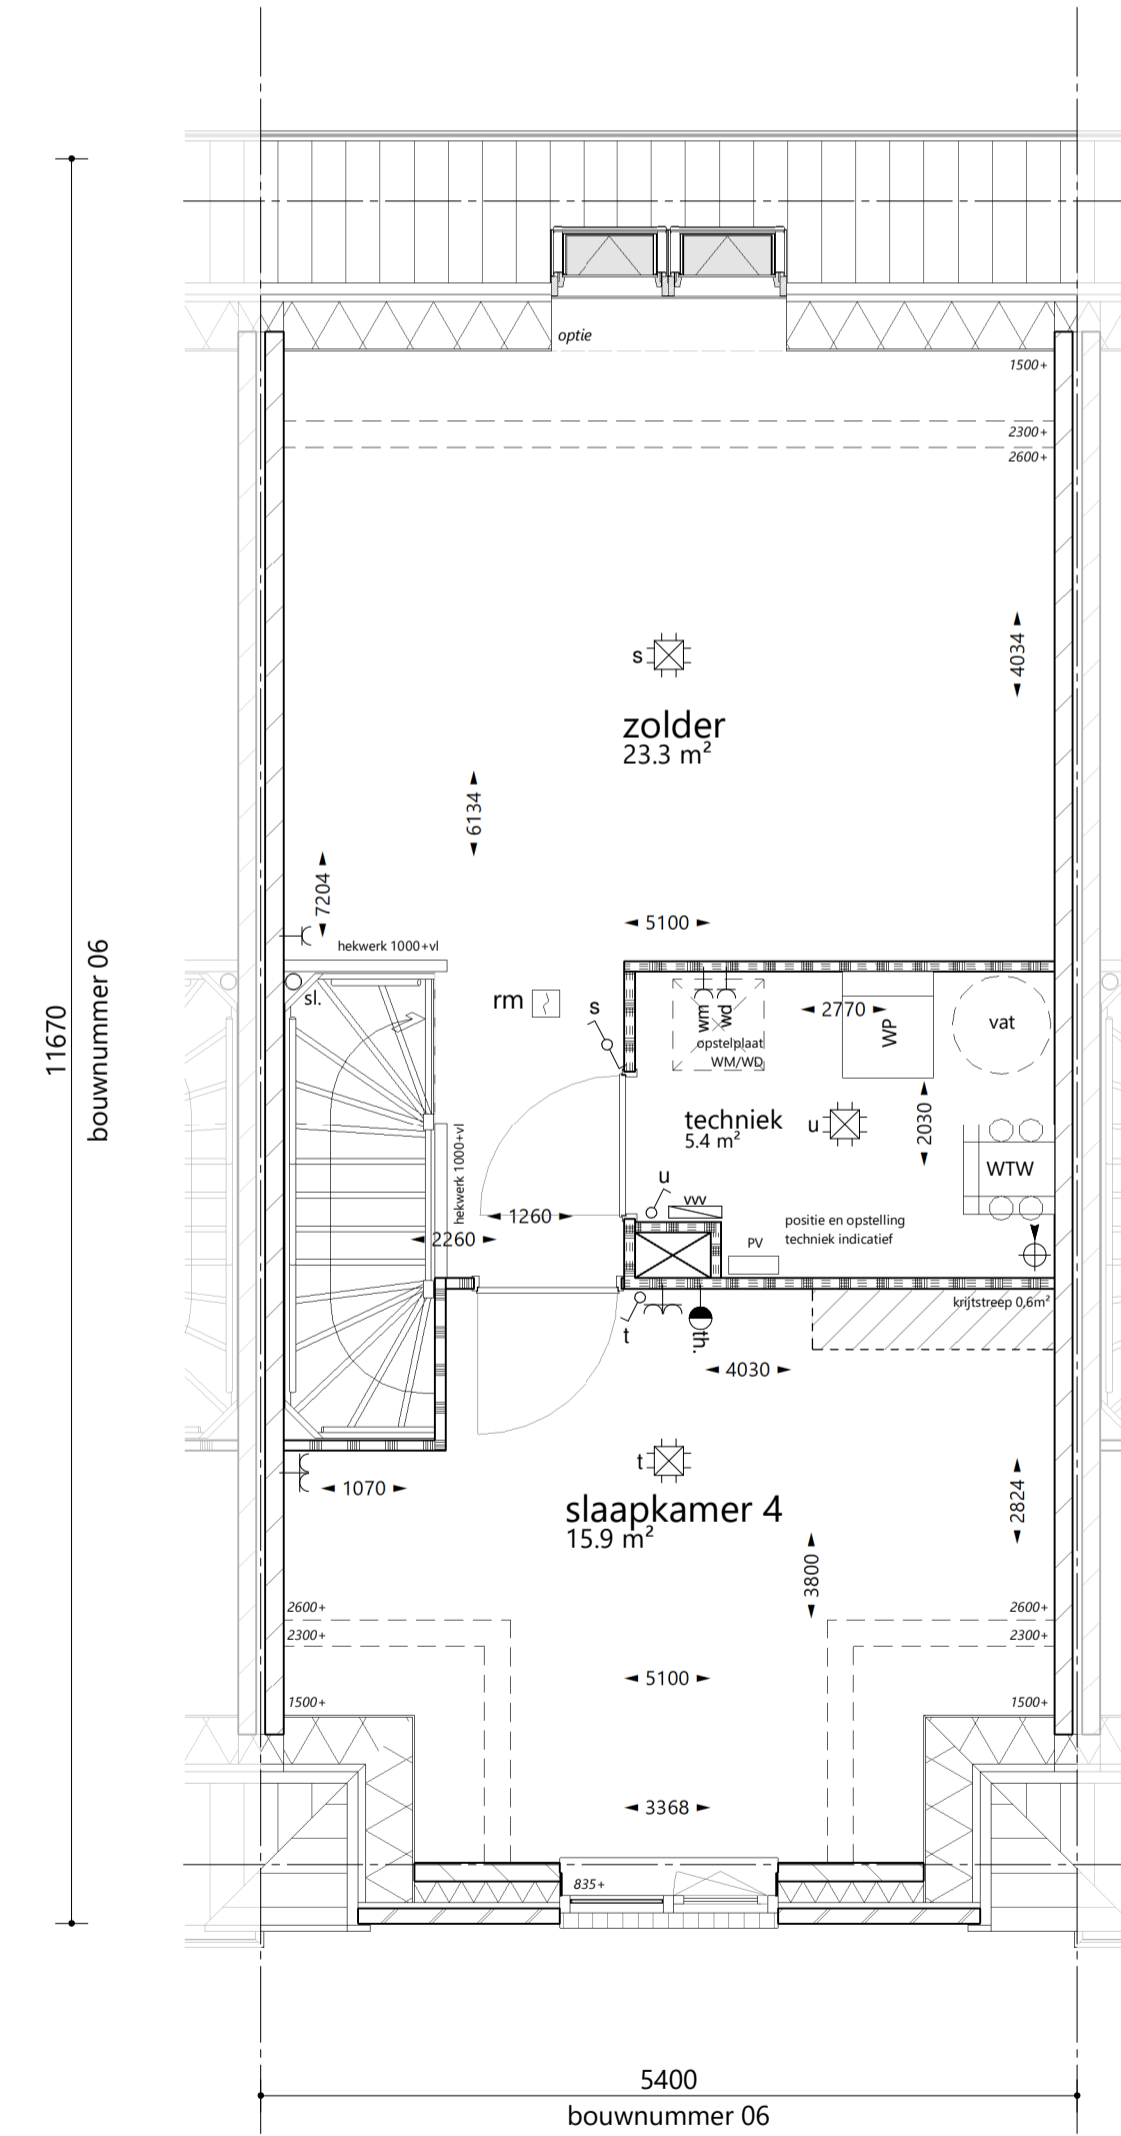 optie
1500+
2300+
2600+
4034
s
zolder
23.3 m²
6134
7204
5100
hekwerk 1000+vl
sl.
rm
s
wm
wd
opstelplaat
WM/WD
2770
WP
vat
11670
bouwnummer 06
techniek
5.4 m²
u
2030
hekwerk 1000+vl
WTW
u
vvv
1260
2260
positie en opstelling
techniek indicatief
PV
krijtstreep 0,6m²
t
th.
4030
t
1070
slaapkamer 4
15.9 m²
2824
3800
2600+
2300+
2600+
2300+
5100
1500+
1500+
3368
835+
5400
bouwnummer 06